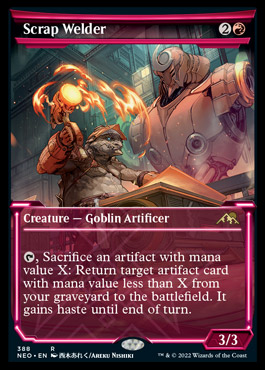 Scrap Welder 2
Creature — Goblin Artificer
, Sacrifice an artifact with mana
value X: Return target artifact card
with mana value less than X from
your graveyard to the battlefield. It
gains haste until end of turn.
3/3
388 R
NEO • EN 西木あれく/AREKU NISHIKI
™ & © 2022 Wizards of the Coast